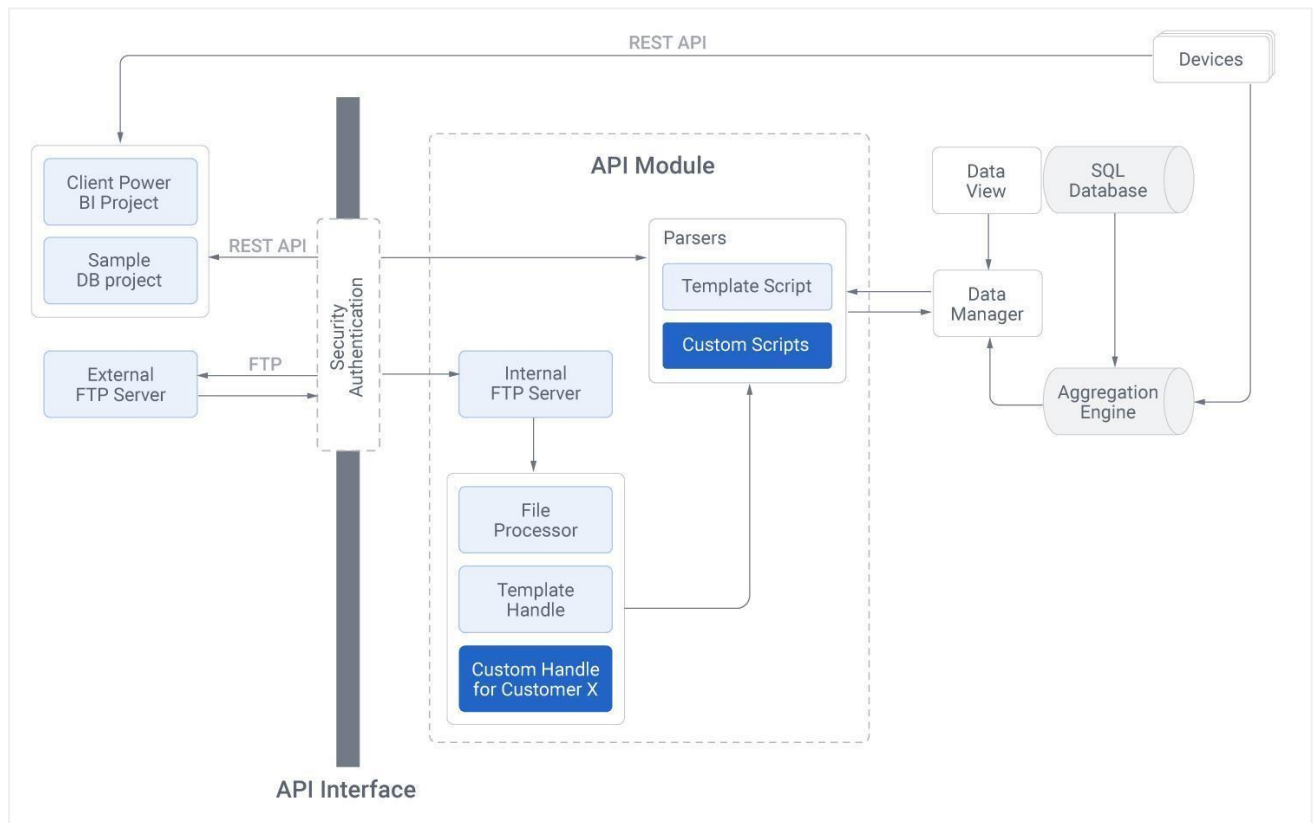 REST API
Devices
Client Power
BI Project
Sample
DB project
REST API
External
FTP Server
FTP
Security
Authentication
API Interface
API Module
Parsers
Template Script
Custom Scripts
Internal
FTP Server
File
Processor
Template
Handle
Custom Handle
for Customer X
Data
View
SQL
Database
Data
Manager
Aggregation
Engine